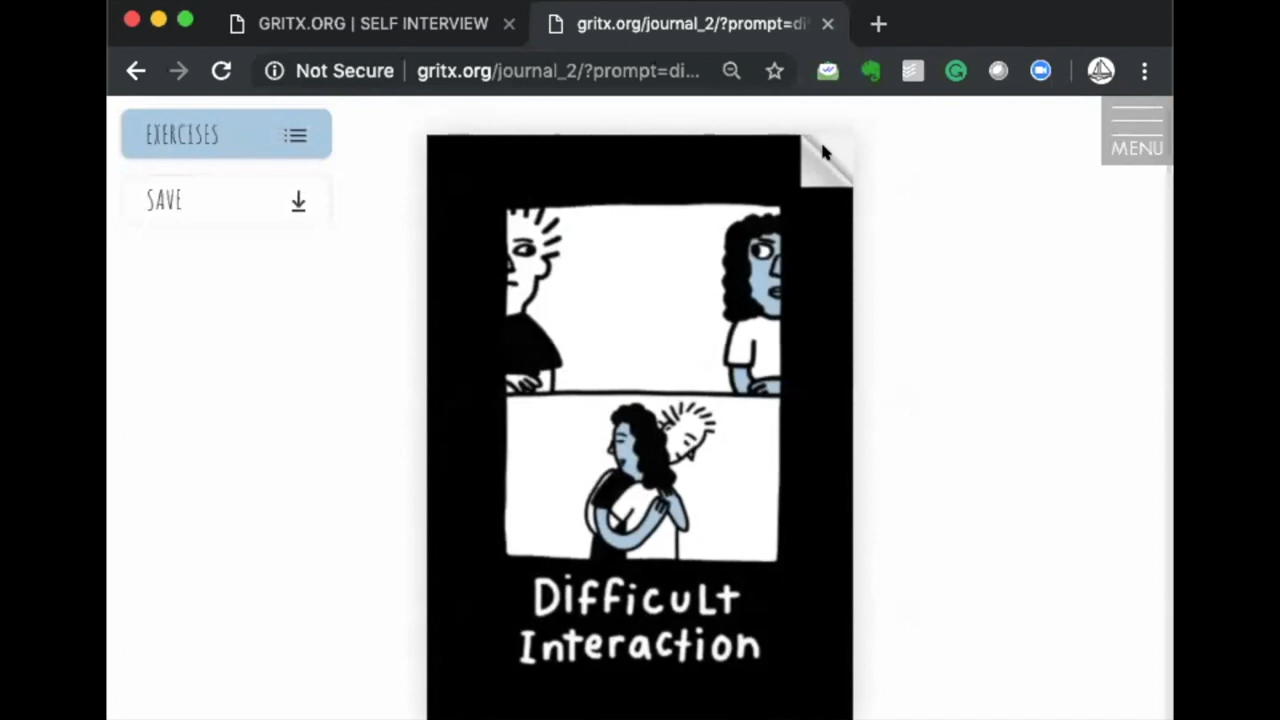 GRITX.ORG | SELF INTERVIEW
gritx.org/journal_2/?prompt=di
Not Secure | gritx.org/journal_2/?prompt=di...
EXERCISES
MENU
SAVE
Difficult
Interaction